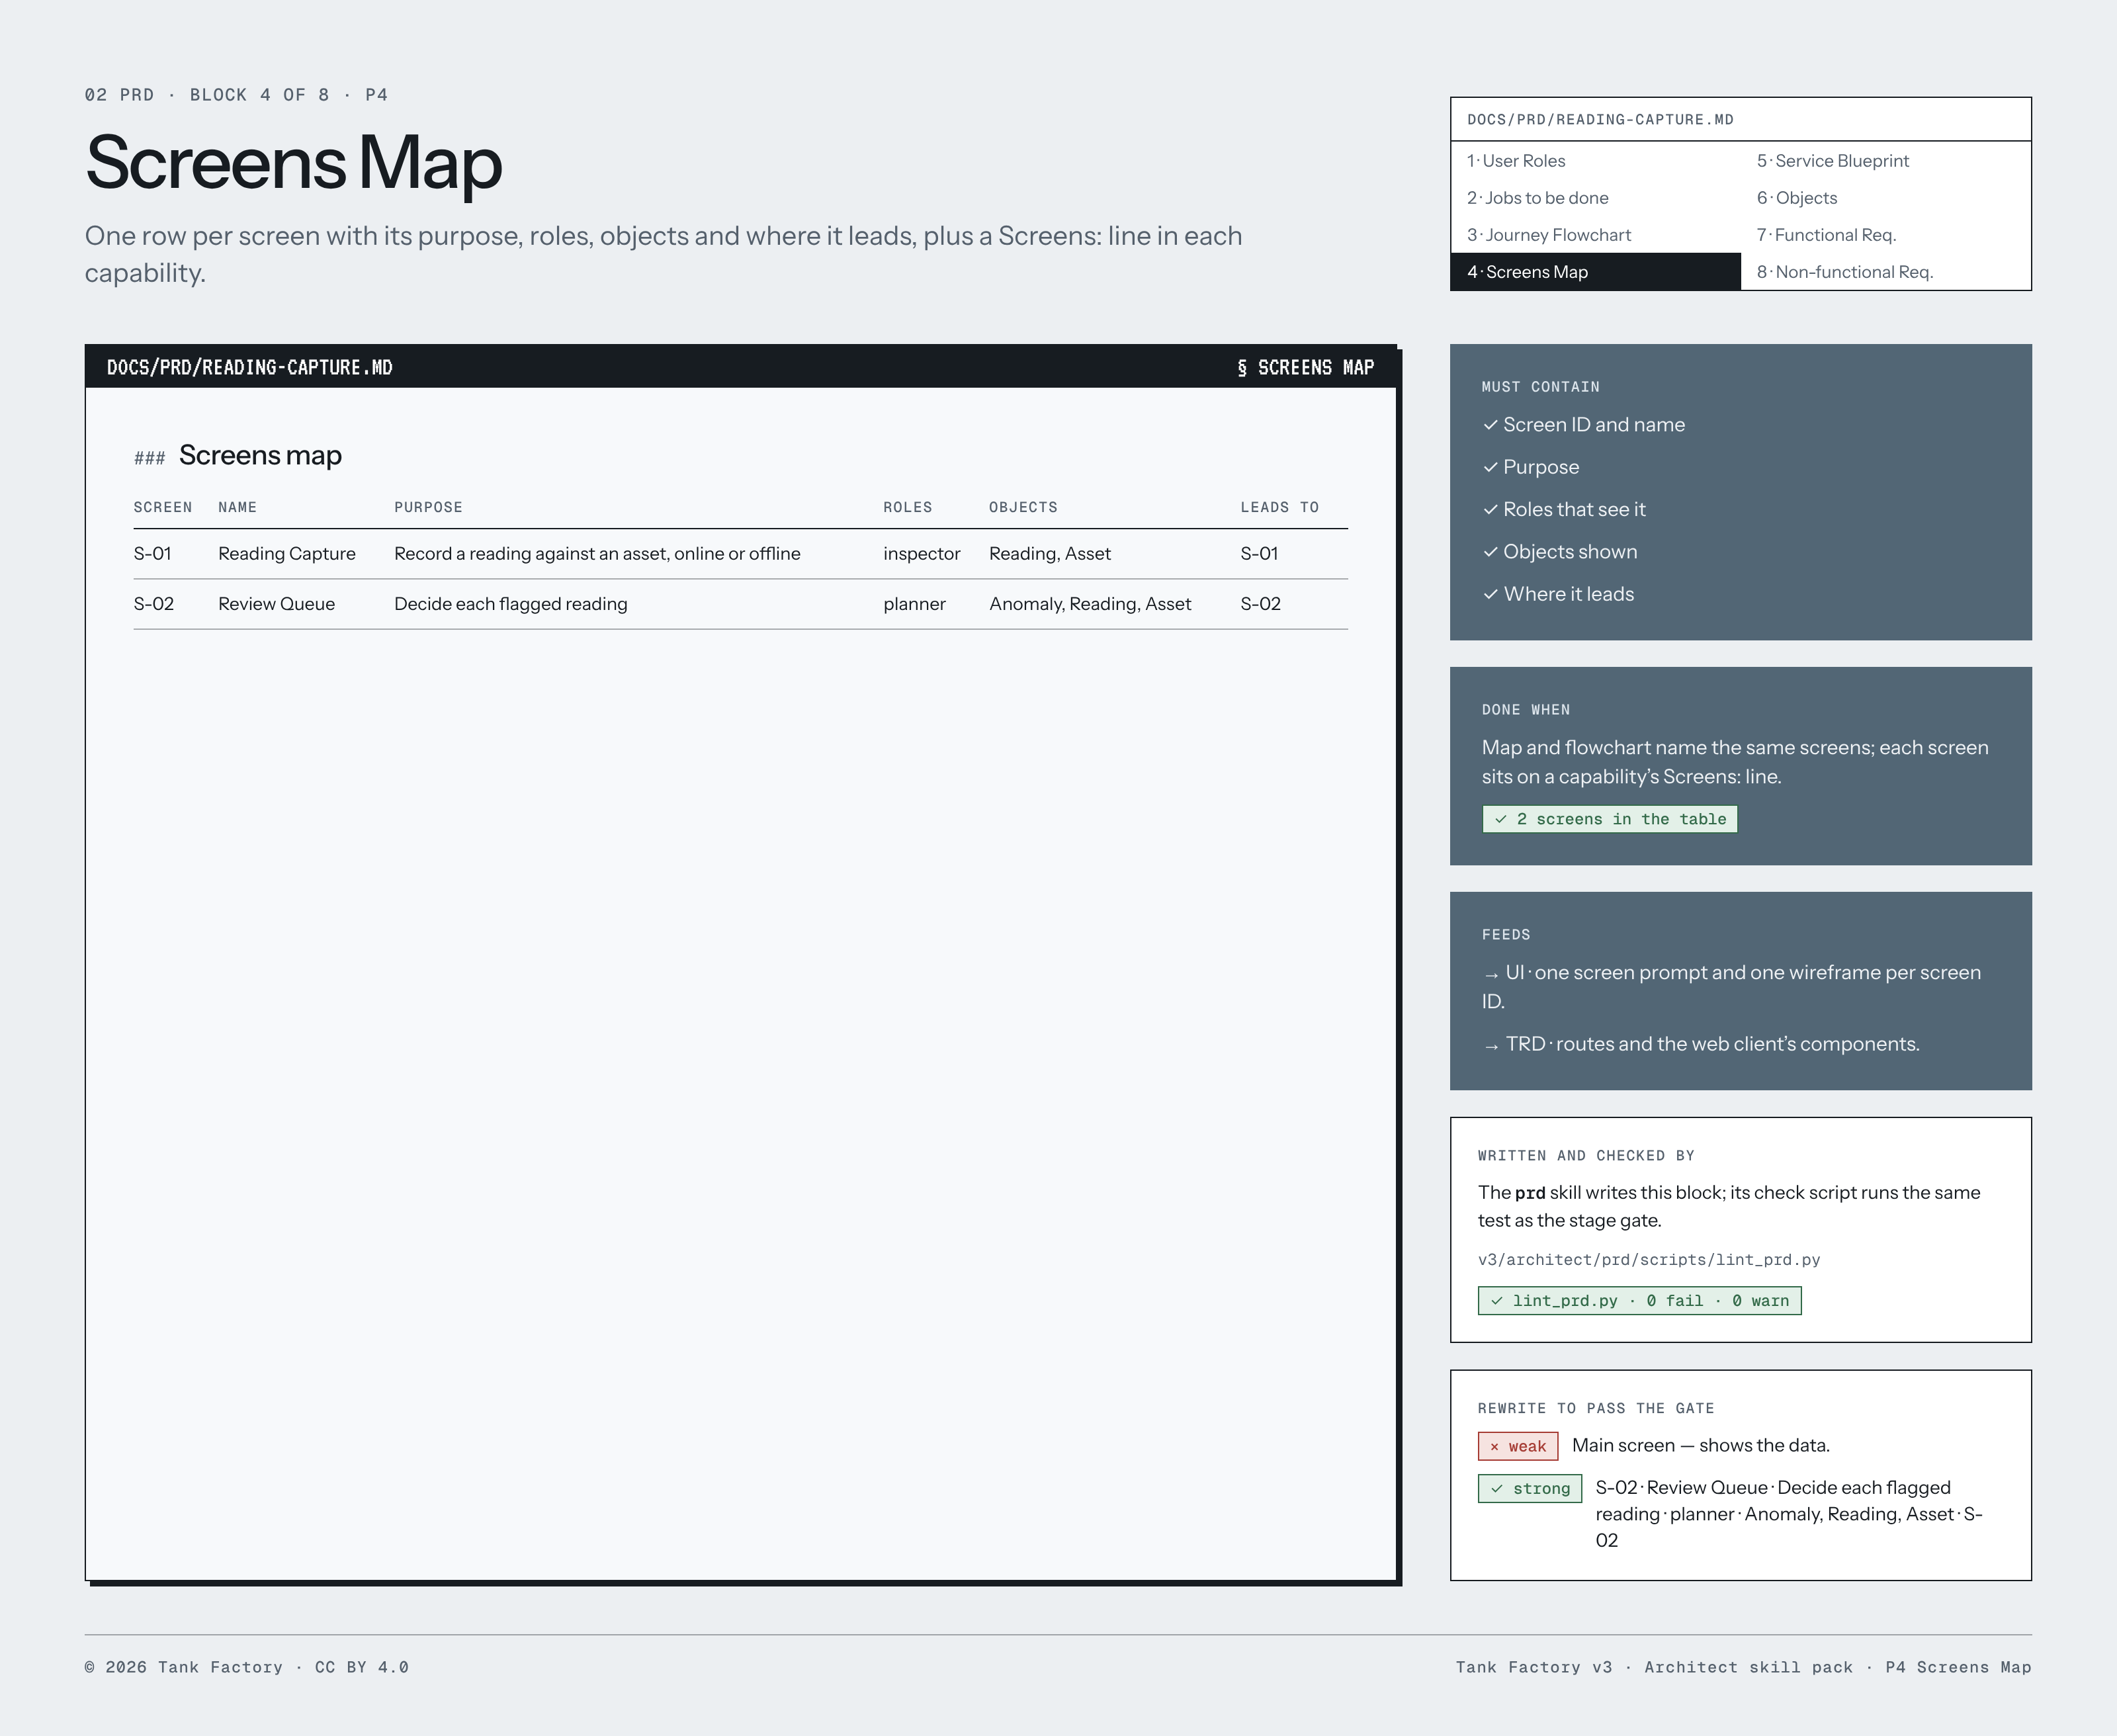 02 PRD · BLOCK 4 OF 8 · P4
Screens Map
One row per screen with its purpose, roles, objects and where it leads, plus a Screens: line in each
capability.
DOCS/PRD/READING-CAPTURE.MD
1 · User Roles
2 · Jobs to be done
3 · Journey Flowchart
4 · Screens Map
5 · Service Blueprint
6 · Objects
7 · Functional Req.
8 · Non-functional Req.
DOCS/PRD/READING-CAPTURE.MD § SCREENS MAP
### Screens map
SCREEN NAME PURPOSE ROLES OBJECTS LEADS TO
S-01 Reading Capture Record a reading against an asset, online or offline inspector Reading, Asset S-01
S-02 Review Queue Decide each flagged reading planner Anomaly, Reading, Asset S-02
MUST CONTAIN
✓ Screen ID and name
✓ Purpose
✓ Roles that see it
✓ Objects shown
✓ Where it leads
DONE WHEN
Map and flowchart name the same screens; each screen
sits on a capability’s Screens: line.
✓ 2 screens in the table
FEEDS
→ UI · one screen prompt and one wireframe per screen
ID.
→ TRD · routes and the web client’s components.
WRITTEN AND CHECKED BY
The prd skill writes this block; its check script runs the same
test as the stage gate.
v3/architect/prd/scripts/lint_prd.py
✓ lint_prd.py · 0 fail · 0 warn
REWRITE TO PASS THE GATE
× weak Main screen — shows the data.
✓ strong S-02 · Review Queue · Decide each flagged
reading · planner · Anomaly, Reading, Asset · S-
02
© 2026 Tank Factory · CC BY 4.0
Tank Factory v3 · Architect skill pack · P4 Screens Map